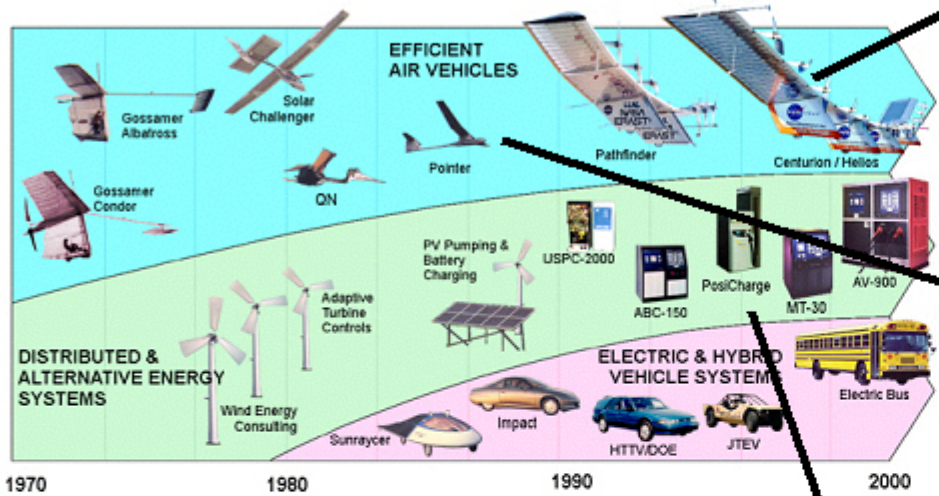 EFFICIENT
AIR VEHICLES
Gossamer
Albatross
Solar
Challenger
Gossamer
Condor
QN
Pointer
Pathfinder
Centurion / Helios
DISTRIBUTED &
ALTERNATIVE ENERGY
SYSTEMS
Wind Energy
Consulting
Adaptive
Turbine
Controls
PV Pumping &
Battery
Charging
USPC-2000
ABC-150
PosiCharge
MT-30
AV-900
ELECTRIC & HYBRID
VEHICLE SYSTEMS
Sunraycer
Impact
HTTV/DOE
JTEV
Electric Bus
1970
1980
1990
2000